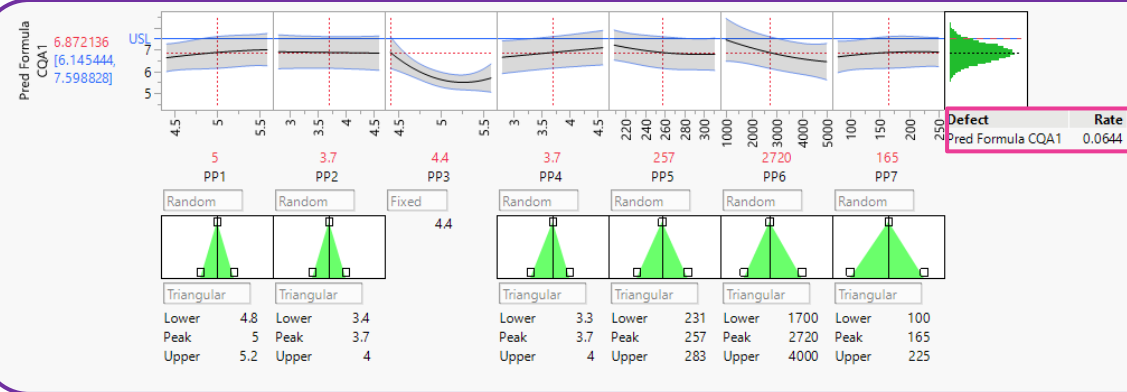 Pred Formula
CQA1
6.872136
[6.145444,
7.598828]
USL
7
6
5
4.5 5 5.5
3 3.5 4 4.5
4.5 5 5.5
3 3.5 4 4.5
220 240 260 280 300
1000 2000 3000 4000 5000
100 150 200 250
Defect Rate
Pred Formula CQA1 0.0644
5 3.7 4.4 3.7 257 2720 165
PP1 PP2 PP3 PP4 PP5 PP6 PP7
Random Random Fixed Random Random Random Random
4.4
Triangular Triangular Triangular Triangular Triangular Triangular
Lower 4.8 Lower 3.4 Lower 3.3 Lower 231 Lower 1700 Lower 100
Peak 5 Peak 3.7 Peak 3.7 Peak 257 Peak 2720 Peak 165
Upper 5.2 Upper 4 Upper 4 Upper 283 Upper 4000 Upper 225